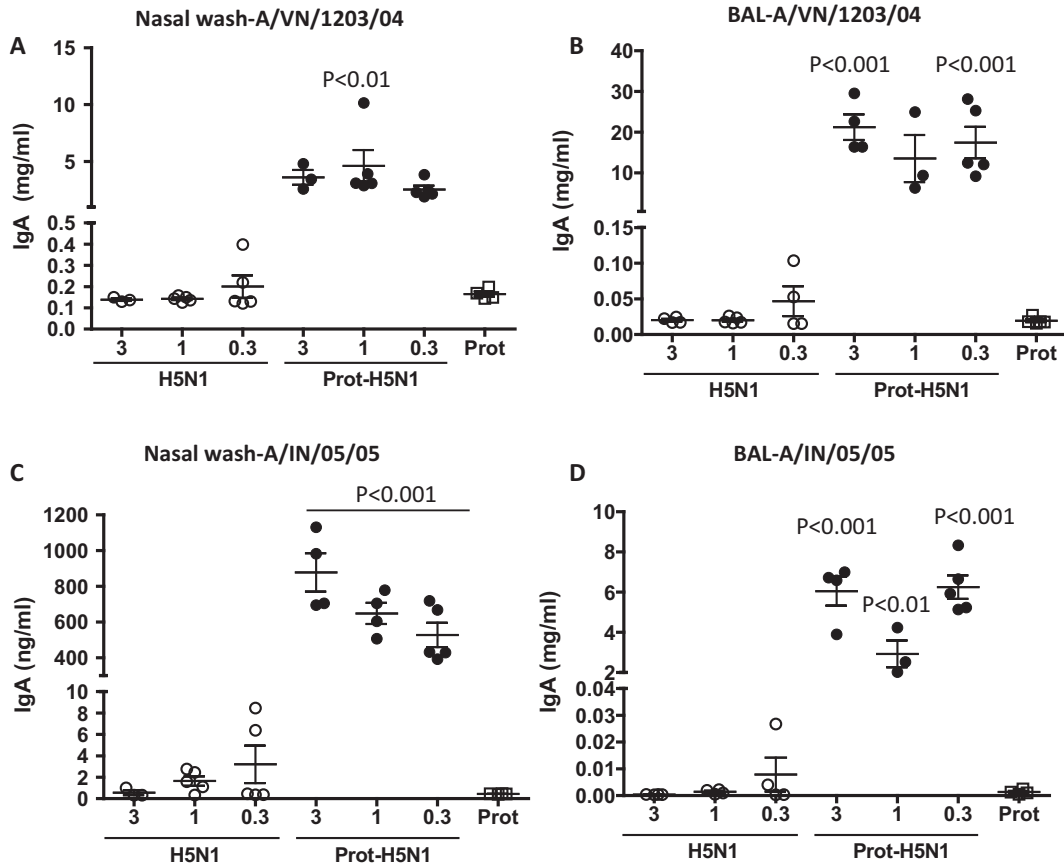 Nasal wash-A/VN/1203/04
A
IgA (mg/ml)
15
10
5
0.5
0.4
0.3
0.2
0.1
0.0
P<0.01
3 1 0.3 3 1 0.3 Prot
H5N1 Prot-H5N1
BAL-A/VN/1203/04
B
IgA (mg/ml)
40
30
20
10
0.15
0.10
0.05
0.00
P<0.001 P<0.001
3 1 0.3 3 1 0.3 Prot
H5N1 Prot-H5N1
Nasal wash-A/IN/05/05
C
IgA (ng/ml)
1200
1000
800
600
400
10
8
6
4
2
0
P<0.001
3 1 0.3 3 1 0.3 Prot
H5N1 Prot-H5N1
BAL-A/IN/05/05
D
IgA (mg/ml)
10
8
6
4
2
0.04
0.03
0.02
0.01
0.00
P<0.001 P<0.001
P<0.01
3 1 0.3 3 1 0.3 Prot
H5N1 Prot-H5N1